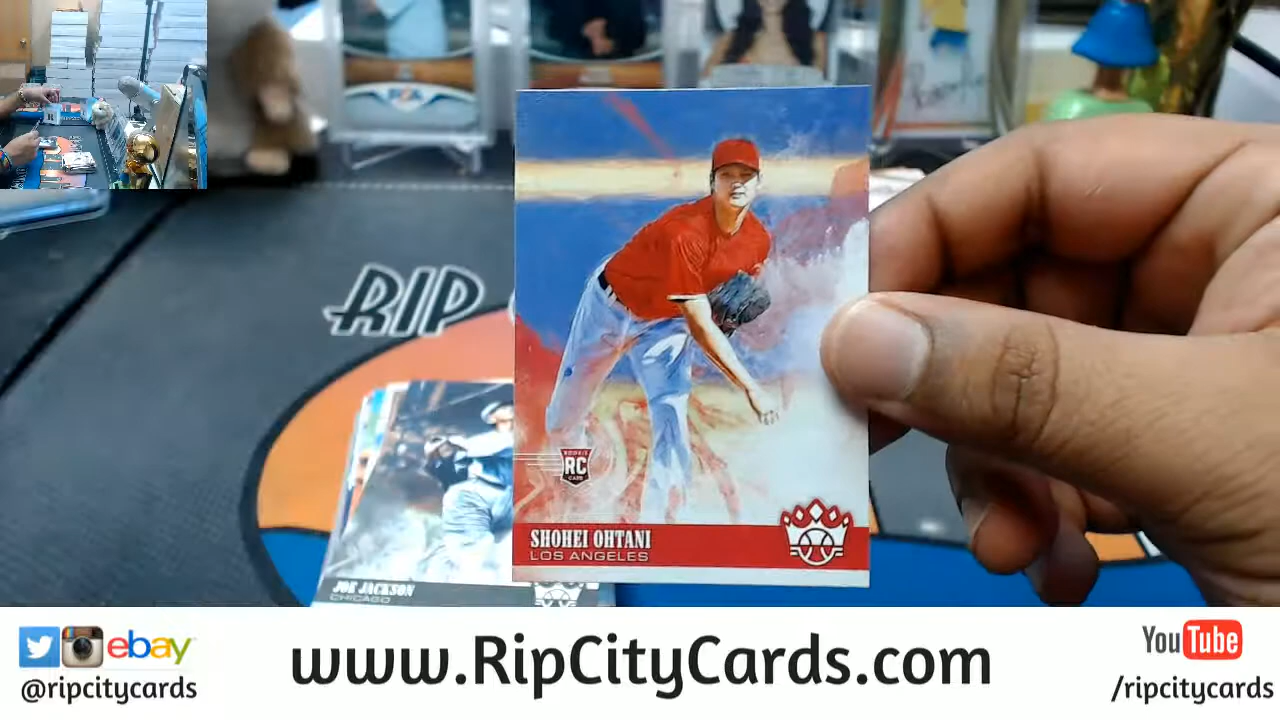 RIP
ROOKIE
RC
CARD
SHOHEI OHTANI
LOS ANGELES
JOE JACKSON
CHICAGO
ebay
@ripcitycards
www.RipCityCards.com
YouTube
/ripcitycards